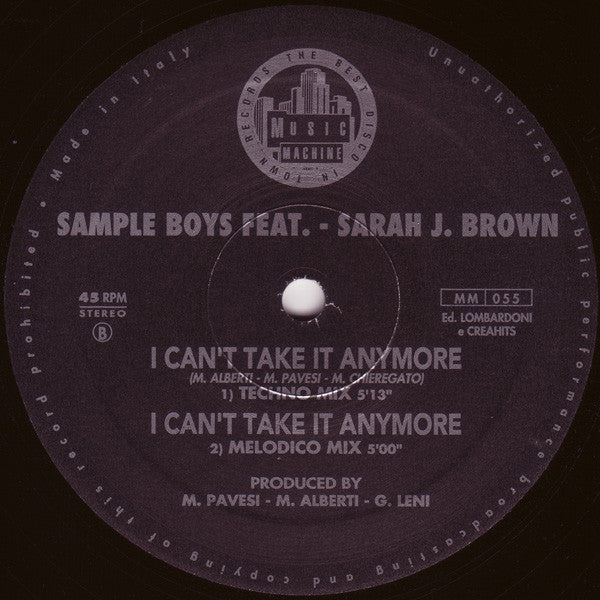 RECORDS THE BEST DISCO IN TOWN
MUSIC
MACHINE
Made in Italy
Unauthorized public performance broadcasting and copying of this record prohibited •
SAMPLE BOYS FEAT. - SARAH J. BROWN
45 RPM
STEREO
B
MM 055
Ed. LOMBARDONI
e CREAHITS
I CAN'T TAKE IT ANYMORE
(M. ALBERTI - M. PAVESI - M. CHIEREGATO)
1) TECHNO MIX 5'13"
I CAN'T TAKE IT ANYMORE
2) MELODICO MIX 5'00"
PRODUCED BY
M. PAVESI - M. ALBERTI - G. LENI